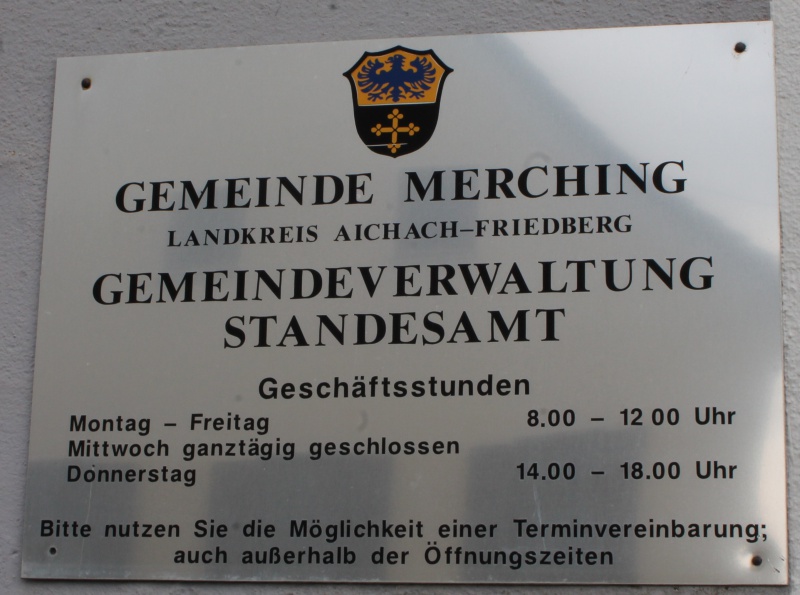 GEMEINDE MERCHING
LANDKREIS AICHACH–FRIEDBERG
GEMEINDEVERWALTUNG
STANDESAMT
Geschäftsstunden
Montag – Freitag 8.00 – 12 00 Uhr
Mittwoch ganztägig geschlossen
Donnerstag 14.00 – 18.00 Uhr
Bitte nutzen Sie die Möglichkeit einer Terminvereinbarung;
auch außerhalb der Öffnungszeiten